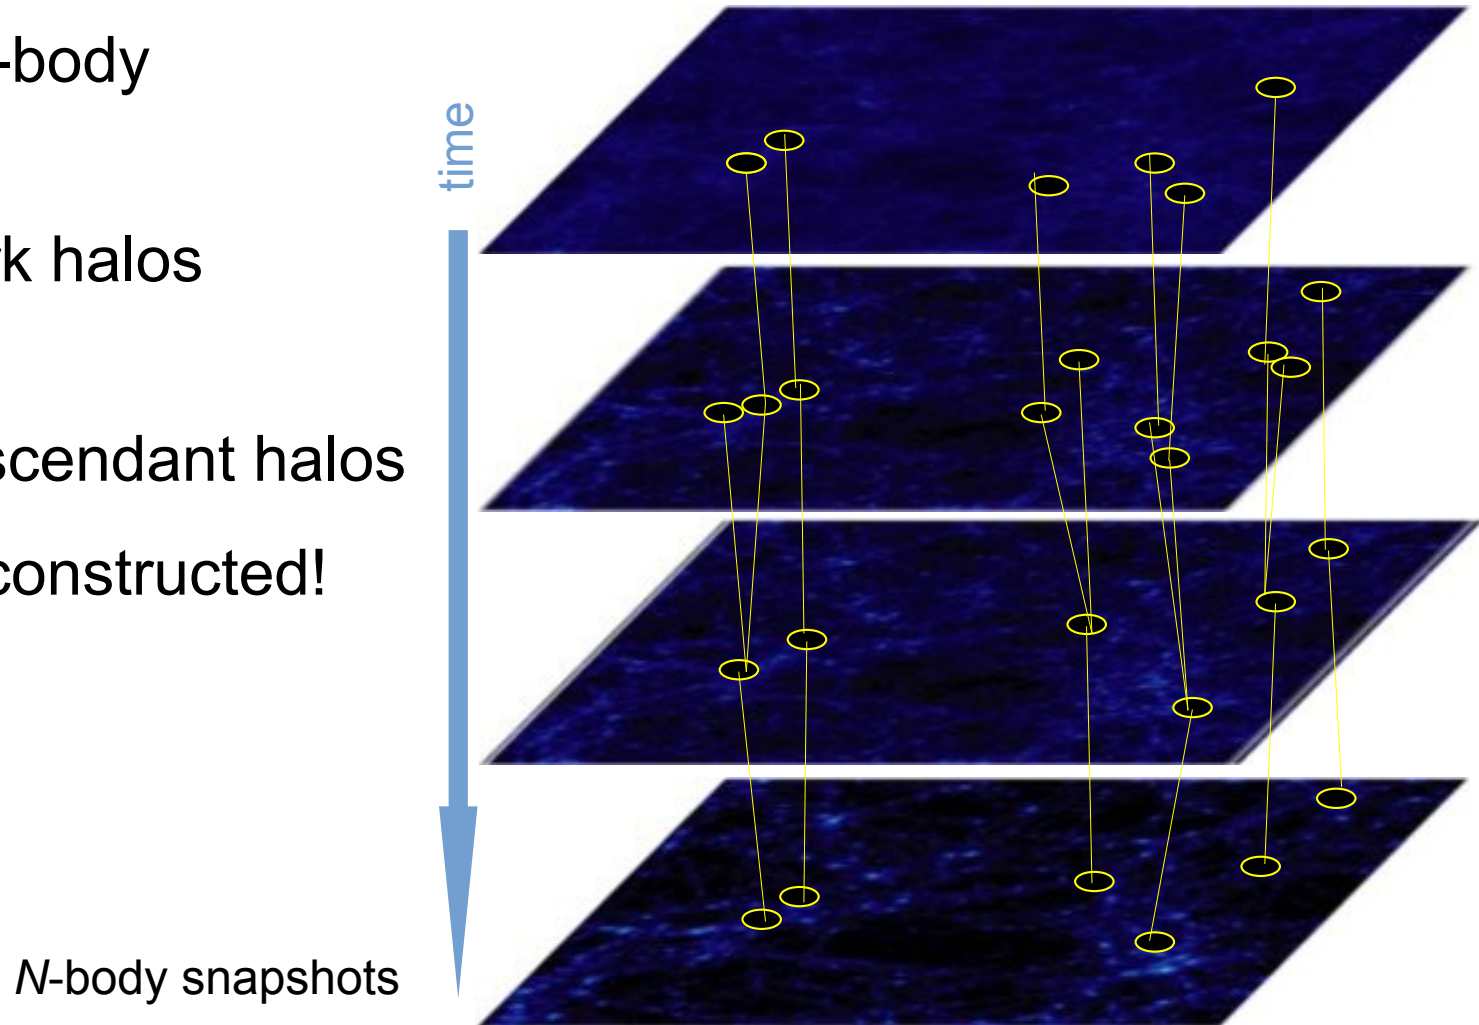 -body
k halos
scendant halos
constructed!
time
N-body snapshots